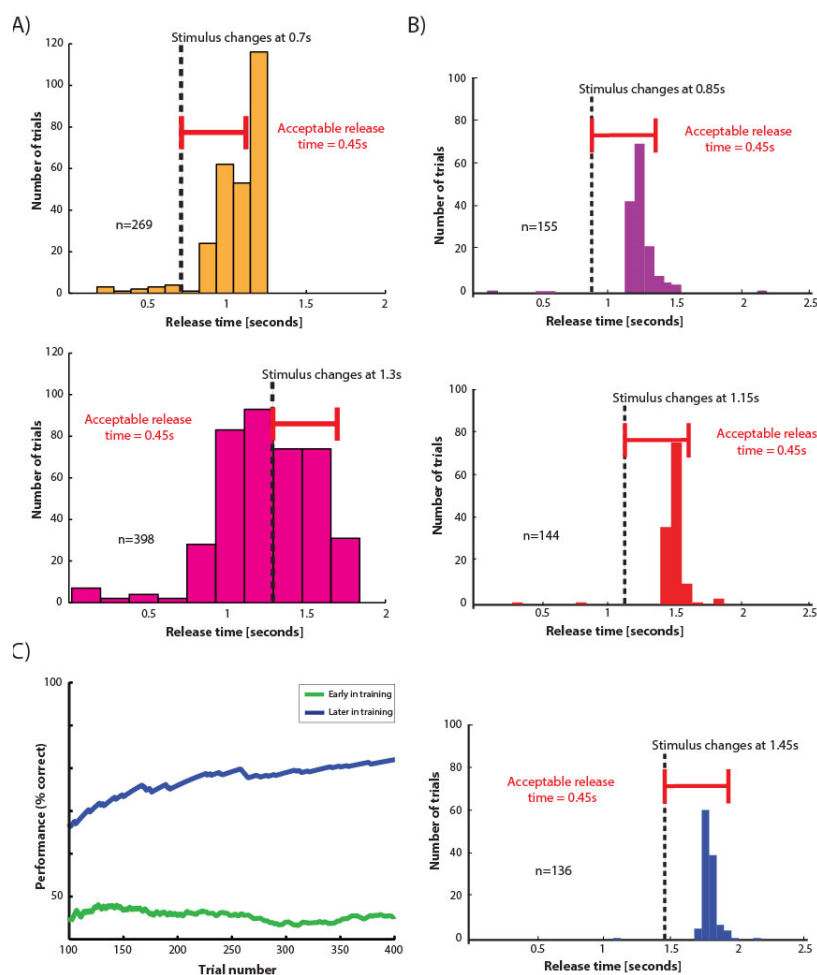 A)
Stimulus changes at 0.7s
Acceptable release
time = 0.45s
n=269
Number of trials
120
100
80
60
40
20
0
0.5
1
1.5
2
Release time [seconds]
Stimulus changes at 1.3s
Acceptable release
time = 0.45s
n=398
Number of trials
120
100
80
60
40
20
0
0.5
1
1.5
2
Release time [seconds]
B)
Stimulus changes at 0.85s
Acceptable release
time = 0.45s
n=155
Number of trials
100
80
60
40
20
0
0.5
1
1.5
2
2.5
Release time [seconds]
Stimulus changes at 1.15s
Acceptable releas
time = 0.45s
n=144
Number of trials
100
80
60
40
20
0
0.5
1
1.5
2
2.5
Release time [seconds]
Stimulus changes at 1.45s
Acceptable release
time = 0.45s
n=136
Number of trials
100
80
60
40
20
0
0.5
1
1.5
2
2.5
Release time [seconds]
C)
Early in training
Later in training
Performance (% correct)
100
50
100
150
200
250
300
350
400
Trial number